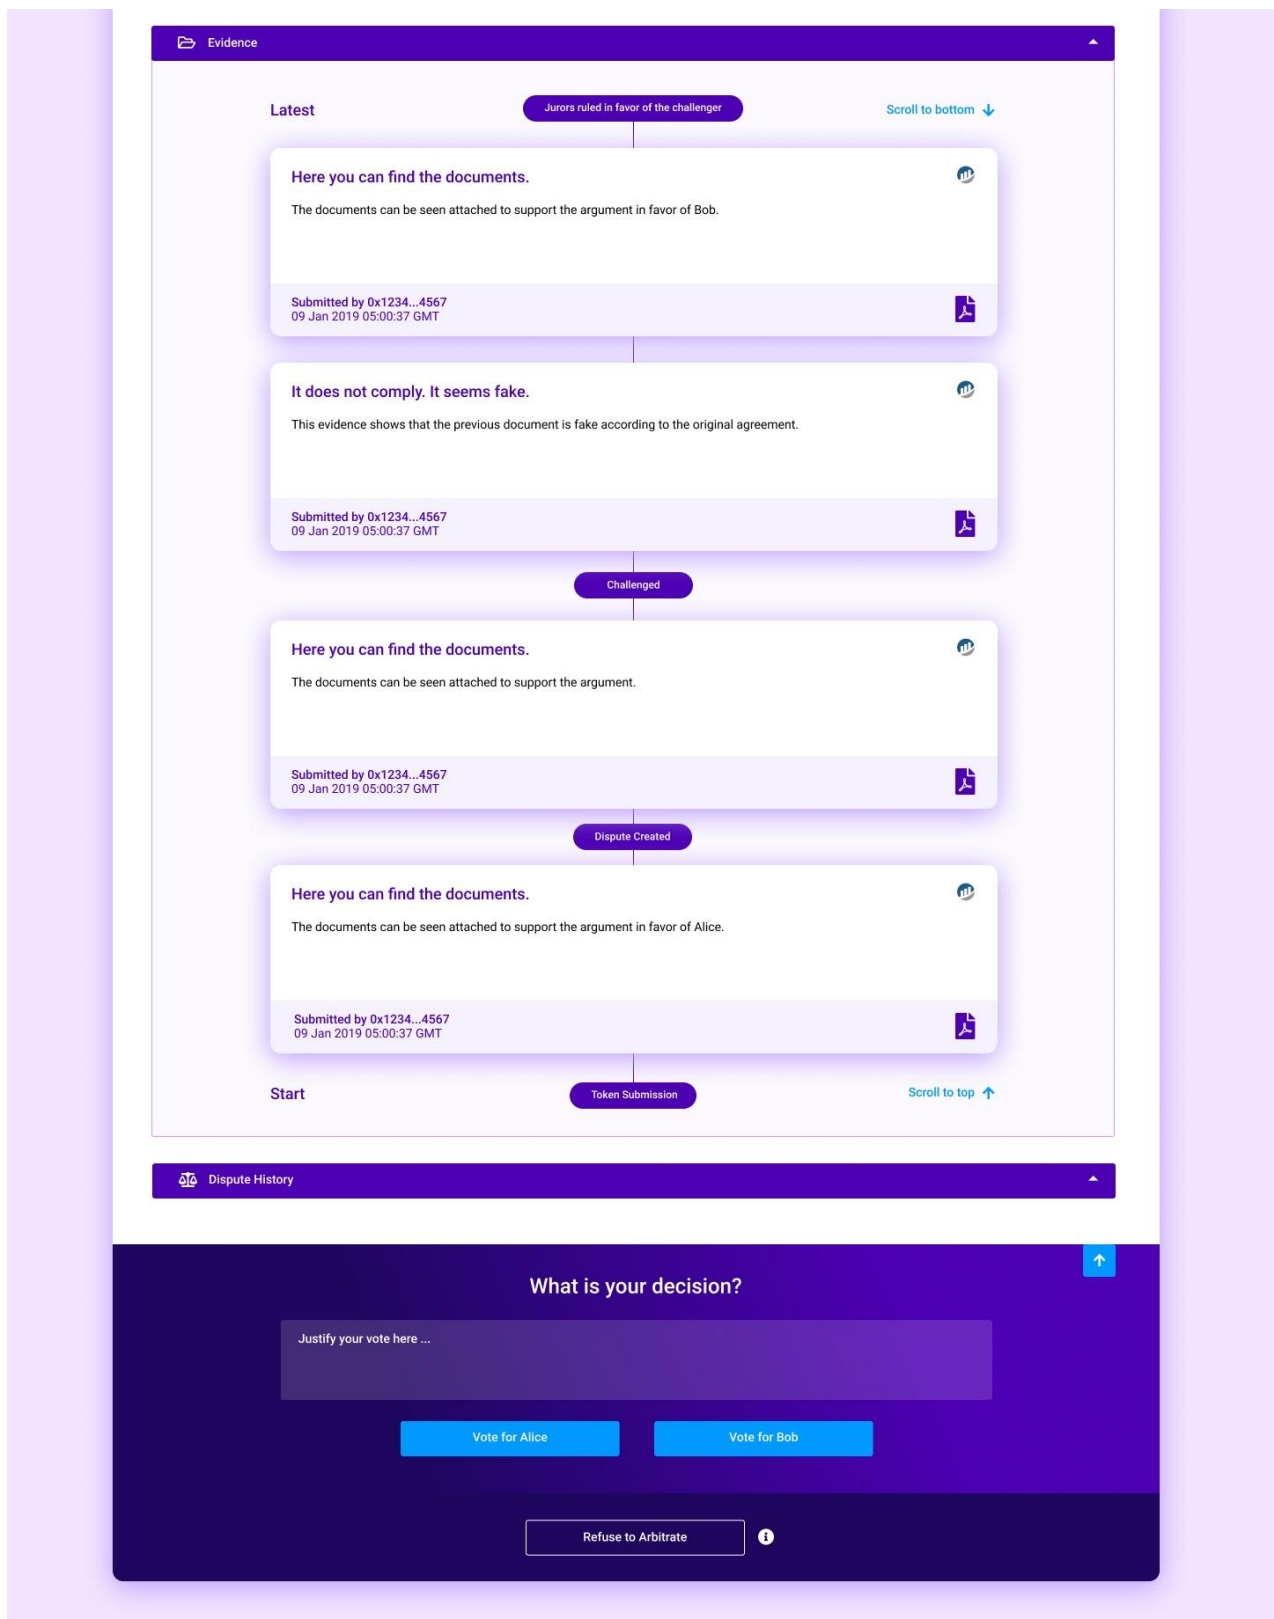 Evidence
Latest
Jurors ruled in favor of the challenger
Scroll to bottom
Here you can find the documents.
The documents can be seen attached to support the argument in favor of Bob.
Submitted by 0x1234...4567
09 Jan 2019 05:00:37 GMT
It does not comply. It seems fake.
This evidence shows that the previous document is fake according to the original agreement.
Submitted by 0x1234...4567
09 Jan 2019 05:00:37 GMT
Challenged
Here you can find the documents.
The documents can be seen attached to support the argument.
Submitted by 0x1234...4567
09 Jan 2019 05:00:37 GMT
Dispute Created
Here you can find the documents.
The documents can be seen attached to support the argument in favor of Alice.
Submitted by 0x1234...4567
09 Jan 2019 05:00:37 GMT
Start
Token Submission
Scroll to top
Dispute History
What is your decision?
Justify your vote here ...
Vote for Alice
Vote for Bob
Refuse to Arbitrate